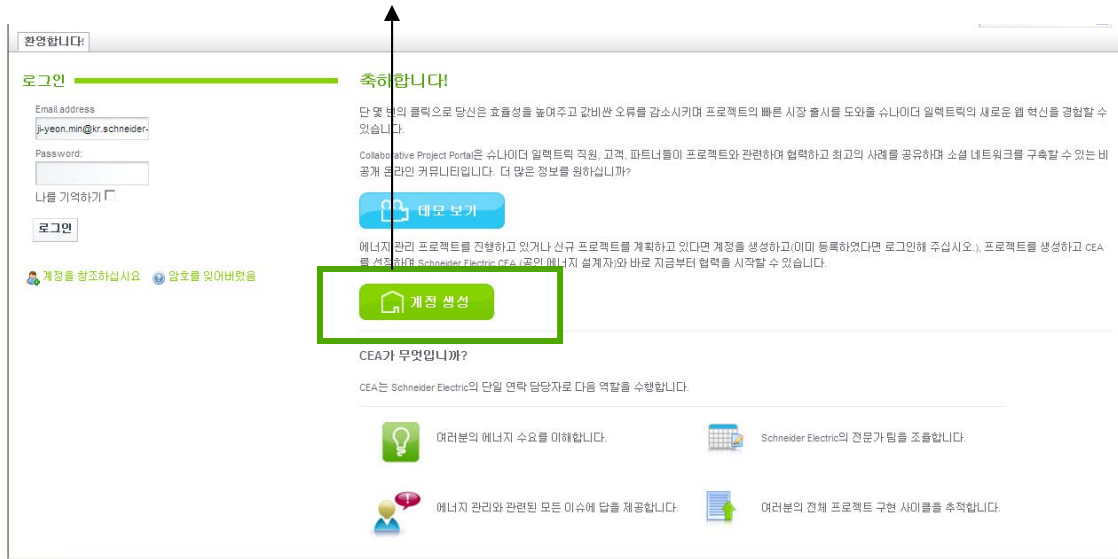 환영합니다!
로그인
Email address
ji-yeon.min@kr.schneider-
Password:
나를 기억하기
로그인
계정을 창조하십시요
암호를 잊어버렸음
축하합니다!
단 몇 번의 클릭으로 당신은 효율성을 높여주고 값비싼 오류를 감소시키며 프로젝트의 빠른 시장 출시를 도와줄 슈나이더 일렉트릭의 새로운 웹 혁신을 경험할 수
있습니다.
Collaborative Project Portal은 슈나이더 일렉트릭 직원, 고객, 파트너들이 프로젝트와 관련하여 협력하고 최고의 사례를 공유하며 소셜 네트워크를 구축할 수 있는 비
공개 온라인 커뮤니티입니다. 더 많은 정보를 원하십니까?
데모 보기
에너지 관리 프로젝트를 진행하고 있거나 신규 프로젝트를 계획하고 있다면 계정을 생성하고(이미 등록하였다면 로그인해 주십시오.), 프로젝트를 생성하고 CEA
를 선정하여 Schneider Electric CEA (공인 에너지 설계자)와 바로 지금부터 협력을 시작할 수 있습니다.
계정 생성
CEA가 무엇입니까?
CEA는 Schneider Electric의 단일 연락 담당자로 다음 역할을 수행합니다.
여러분의 에너지 수요를 이해합니다.
Schneider Electric의 전문가 팀을 조율합니다.
에너지 관리와 관련된 모든 이슈에 답을 제공합니다.
여러분의 전체 프로젝트 구현 사이클을 추적합니다.